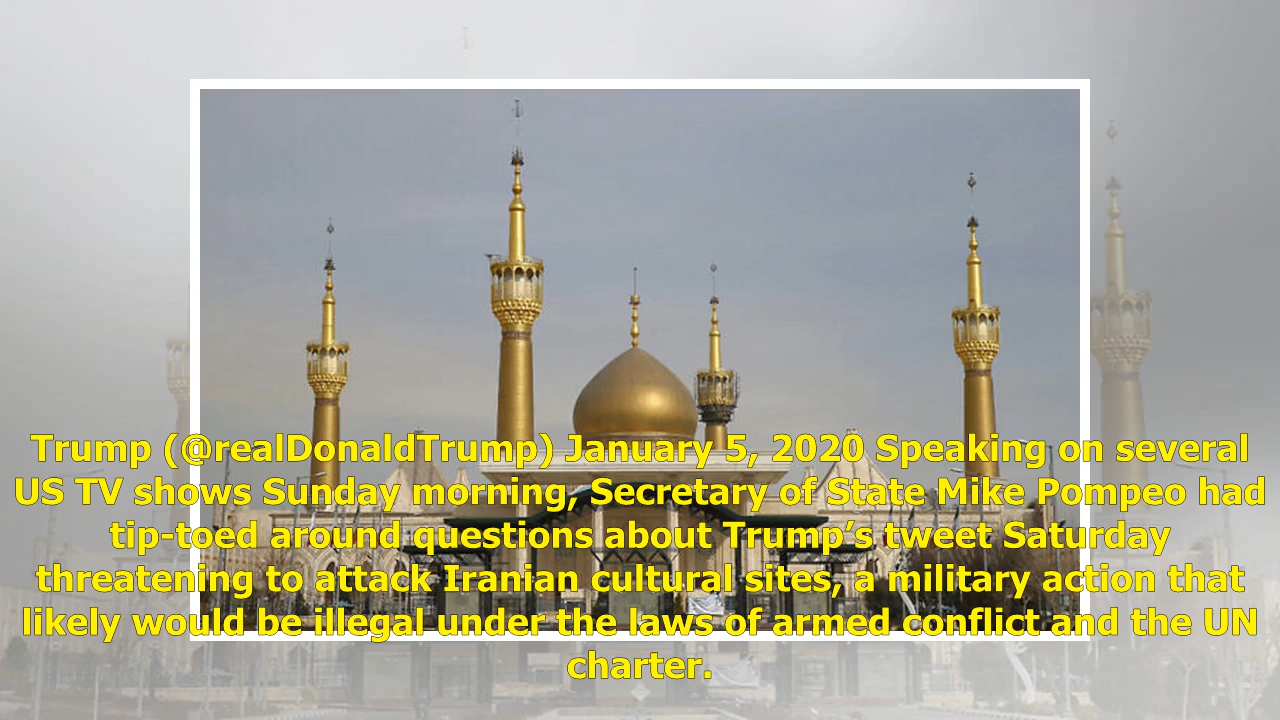 Trump (@realDonaldTrump) January 5, 2020 Speaking on several
US TV shows Sunday morning, Secretary of State Mike Pompeo had
tip-toed around questions about Trump’s tweet Saturday
threatening to attack Iranian cultural sites, a military action that
likely would be illegal under the laws of armed conflict and the UN
charter.